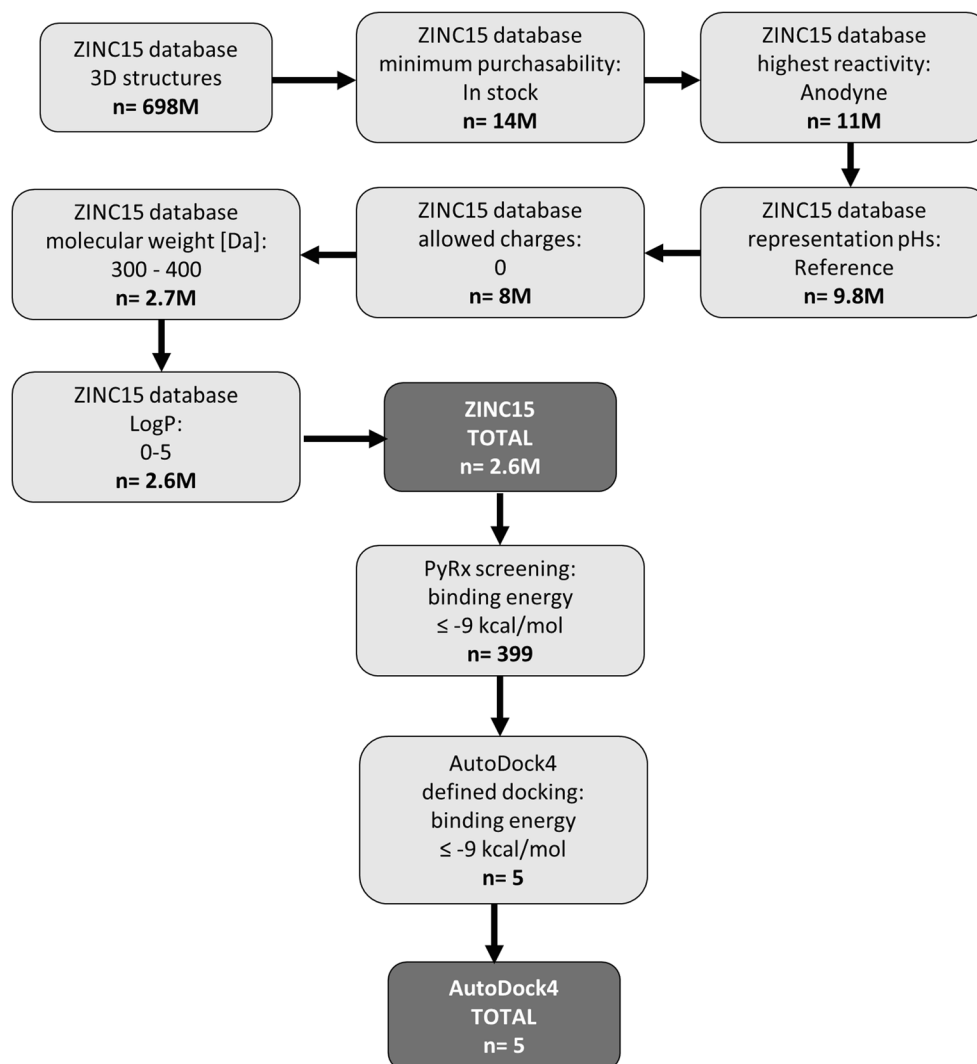 ZINC15 database
3D structures
n= 698M
ZINC15 database
minimum purchasability:
In stock
n= 14M
ZINC15 database
highest reactivity:
Anodyne
n= 11M
ZINC15 database
representation pHs:
Reference
n= 9.8M
ZINC15 database
allowed charges:
0
n= 8M
ZINC15 database
molecular weight [Da]:
300 - 400
n= 2.7M
ZINC15 database
LogP:
0-5
n= 2.6M
ZINC15
TOTAL
n= 2.6M
PyRx screening:
binding energy
≤ -9 kcal/mol
n= 399
AutoDock4
defined docking:
binding energy
≤ -9 kcal/mol
n= 5
AutoDock4
TOTAL
n= 5